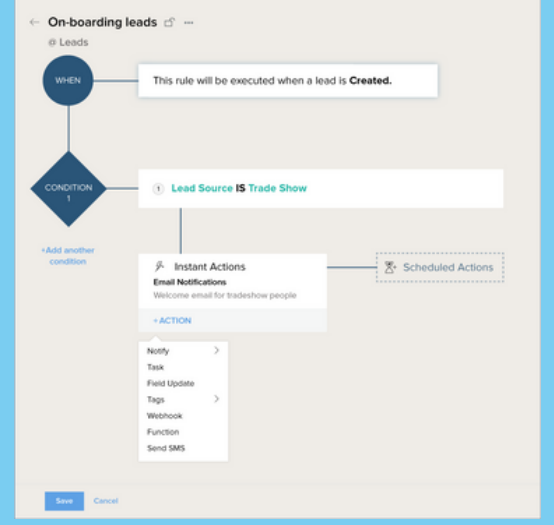 On-boarding leads
@ Leads
WHEN
This rule will be executed when a lead is Created.
CONDITION
1
1 Lead Source IS Trade Show
+Add another
condition
Instant Actions
Scheduled Actions
Email Notifications
Welcome email for tradeshow people
+ACTION
Notify
Task
Field Update
Tags
Webhook
Function
Send SMS
Save
Cancel